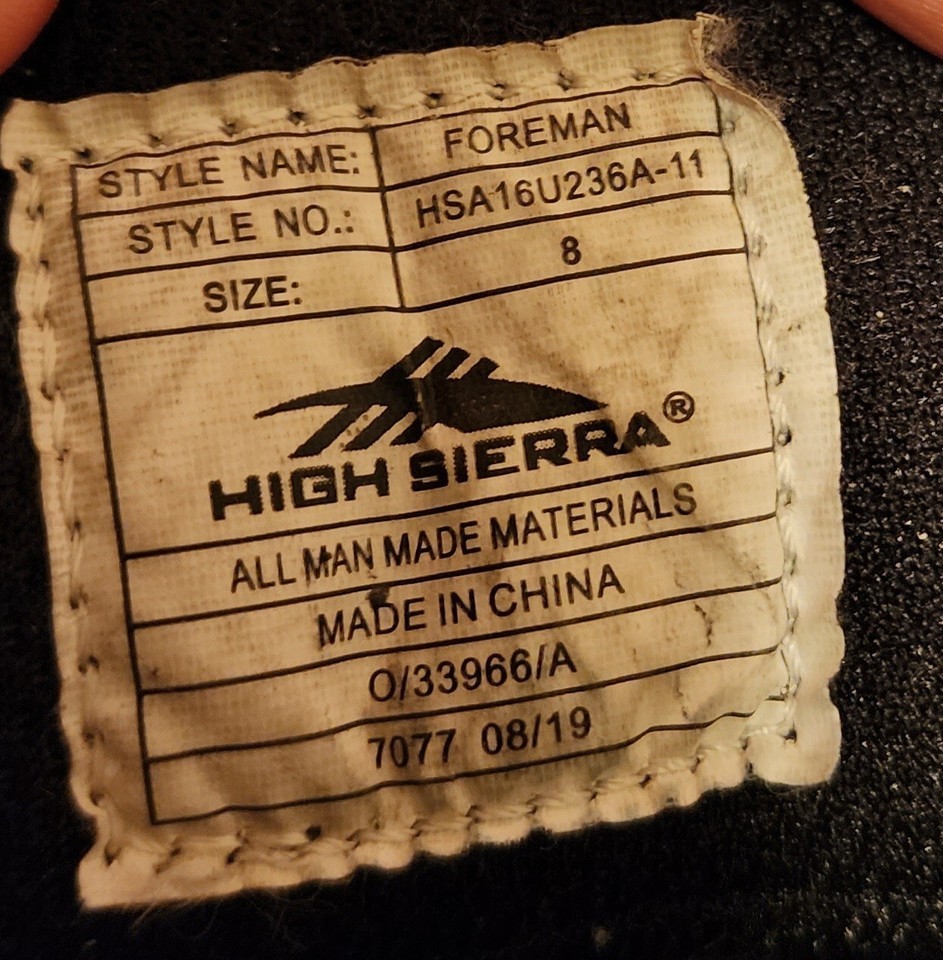 STYLE NAME: FOREMAN
STYLE NO.: HSA16U236A-11
SIZE: 8
HIGH SIERRA®
ALL MAN MADE MATERIALS
MADE IN CHINA
O/33966/A
7077 08/19